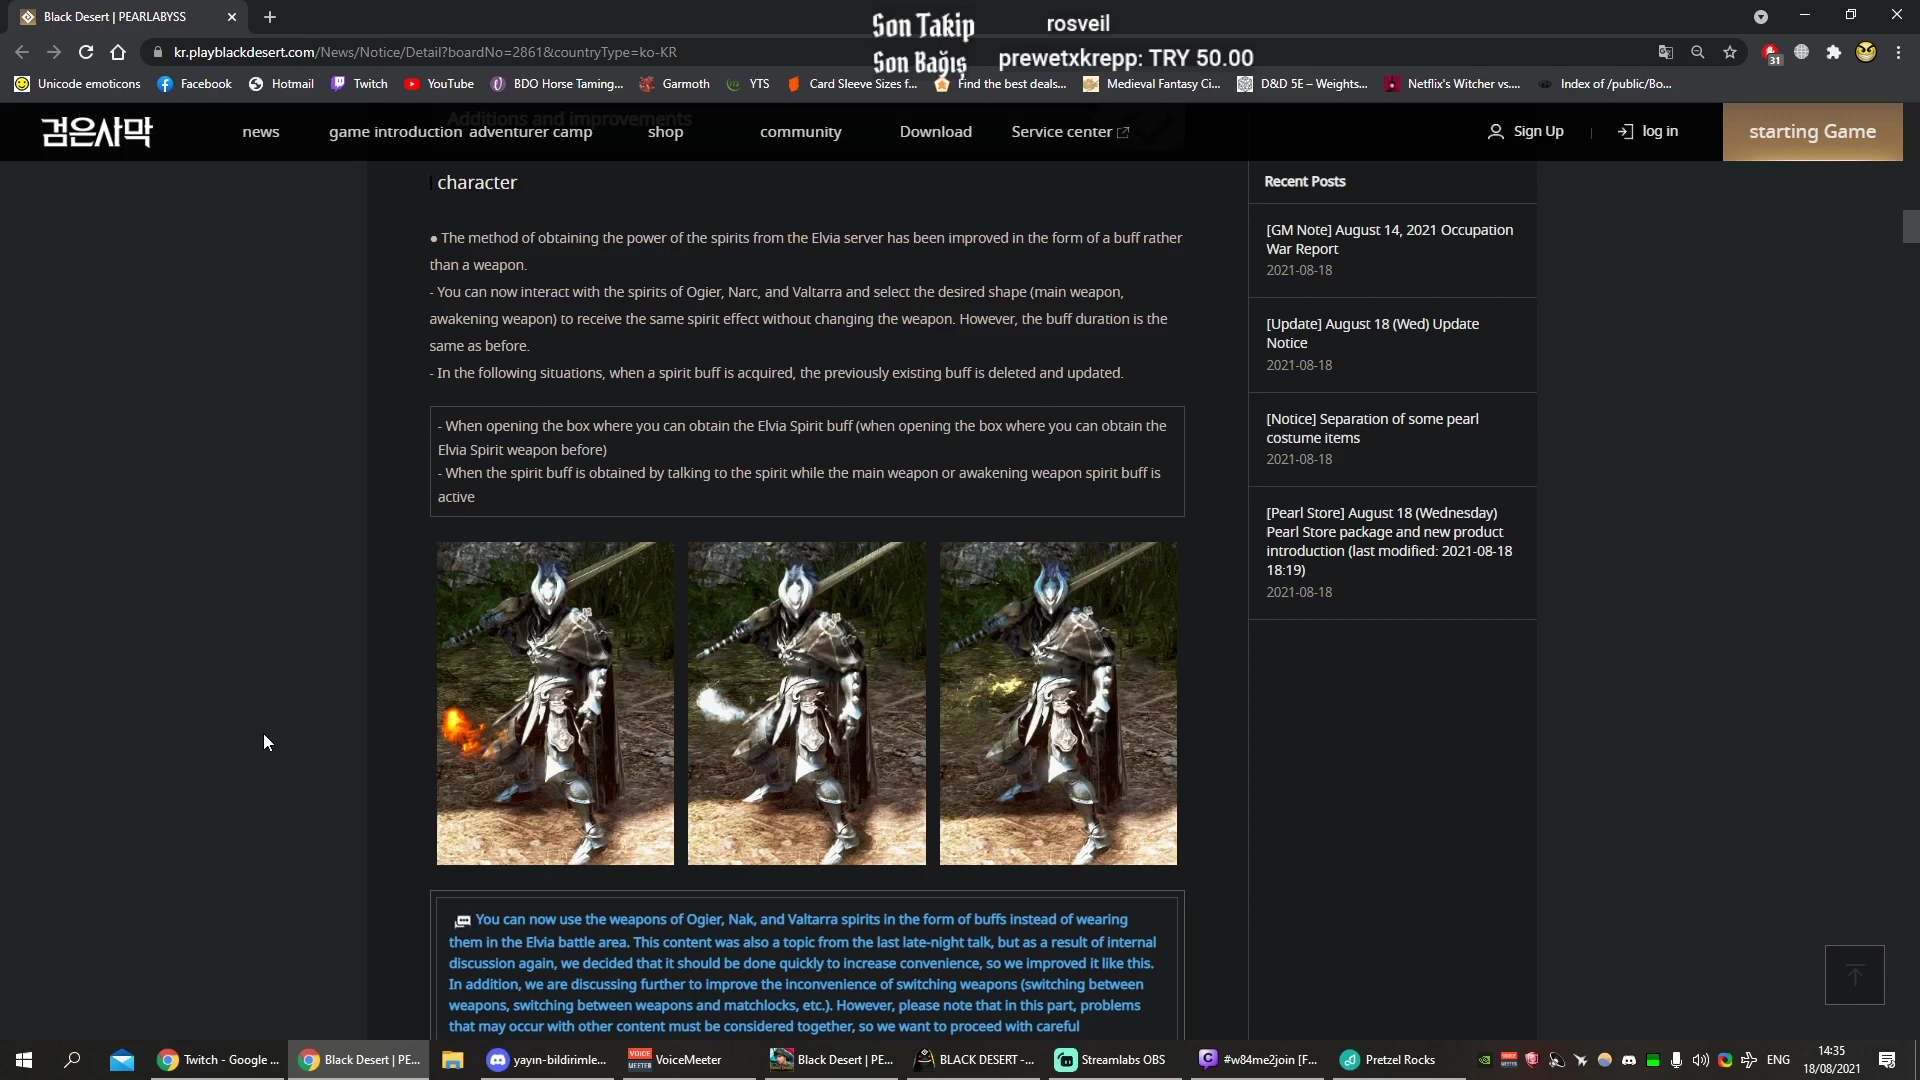 Black Desert | PEARLABYSS
Son Takip
rosveil
kr.playblackdesert.com/News/Notice/Detail?boardNo=2861&countryType=ko-KR
Son Bağış
prewetxkrepp: TRY 50.00
31
Unicode emoticons
Facebook
Hotmail
Twitch
YouTube
BDO Horse Taming...
Garmoth
YTS
Card Sleeve Sizes f...
Find the best deals...
Medieval Fantasy Ci...
D&D 5E – Weights...
Netflix's Witcher vs....
Index of /public/Bo...
Additions and improvements
검은사막
news
game introduction
adventurer camp
shop
community
Download
Service center
Sign Up
log in
starting Game
character
● The method of obtaining the power of the spirits from the Elvia server has been improved in the form of a buff rather
than a weapon.
- You can now interact with the spirits of Ogier, Narc, and Valtarra and select the desired shape (main weapon,
awakening weapon) to receive the same spirit effect without changing the weapon. However, the buff duration is the
same as before.
- In the following situations, when a spirit buff is acquired, the previously existing buff is deleted and updated.
- When opening the box where you can obtain the Elvia Spirit buff (when opening the box where you can obtain the
Elvia Spirit weapon before)
- When the spirit buff is obtained by talking to the spirit while the main weapon or awakening weapon spirit buff is
active
You can now use the weapons of Ogier, Nak, and Valtarra spirits in the form of buffs instead of wearing
them in the Elvia battle area. This content was also a topic from the last late-night talk, but as a result of internal
discussion again, we decided that it should be done quickly to increase convenience, so we improved it like this.
In addition, we are discussing further to improve the inconvenience of switching weapons (switching between
weapons, switching between weapons and matchlocks, etc.). However, please note that in this part, problems
that may occur with other content must be considered together, so we want to proceed with careful
Recent Posts
[GM Note] August 14, 2021 Occupation
War Report
2021-08-18
[Update] August 18 (Wed) Update
Notice
2021-08-18
[Notice] Separation of some pearl
costume items
2021-08-18
[Pearl Store] August 18 (Wednesday)
Pearl Store package and new product
introduction (last modified: 2021-08-18
18:19)
2021-08-18
Twitch - Google ...
Black Desert | PE...
yayın-bildirimle...
VOICE MEETER
VoiceMeeter
Black Desert | PE...
BLACK DESERT -...
Streamlabs OBS
#w84me2join [F...
Pretzel Rocks
ENG
14:35
18/08/2021